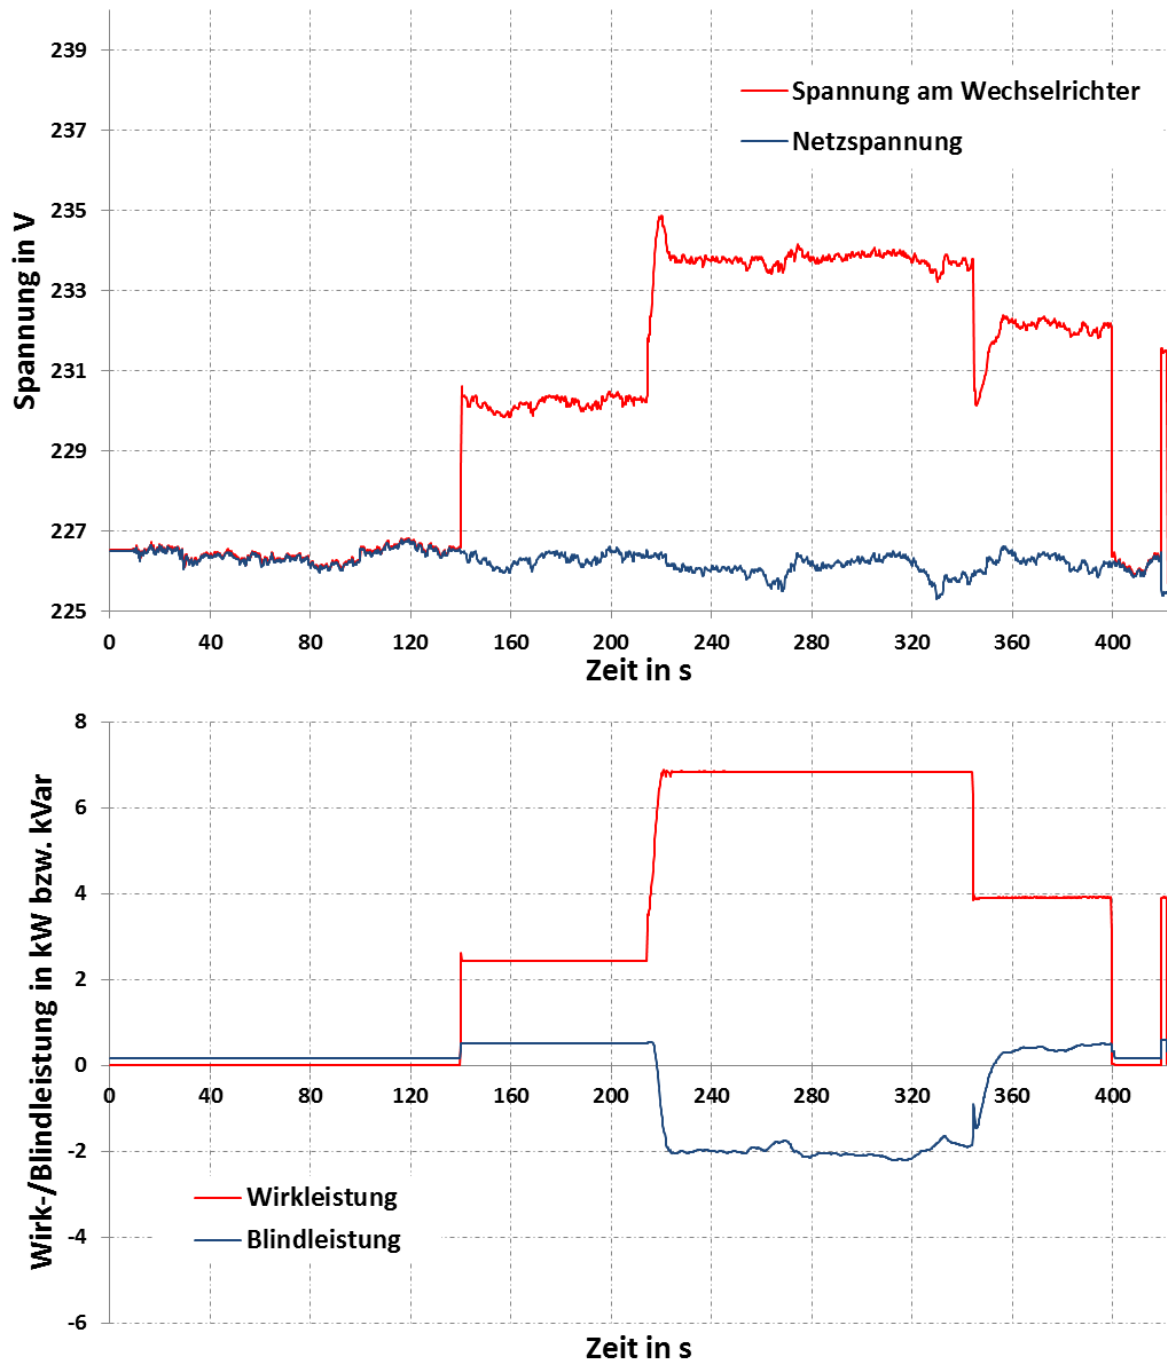 239
237
235
233
231
229
227
225
Spannung in V
Spannung am Wechselrichter
Netzspannung
0 40 80 120 160 200 240 280 320 360 400
Zeit in s
8
6
4
2
0
-2
-4
-6
Wirk-/Blindleistung in kW bzw. kVar
0 40 80 120 160 200 240 280 320 360 400
Wirkleistung
Blindleistung
Zeit in s